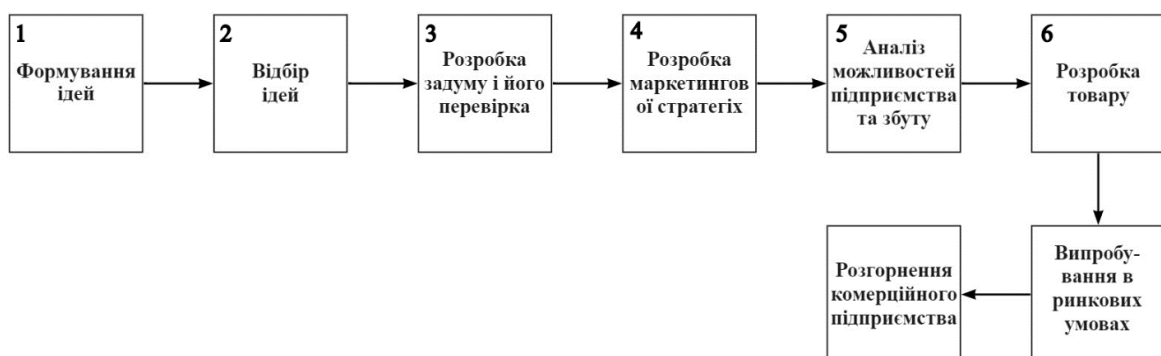 1
Формування
ідей
2
Відбір
ідей
3
Розробка
задуму і його
перевірка
4
Розробка
маркетингов
ої стратегіх
5
Аналіз
можливостей
підприємства
та збуту
6
Розробка
товару
Випробу-
вання в
ринкових
умовах
Розгорнення
комерційного
підприємства